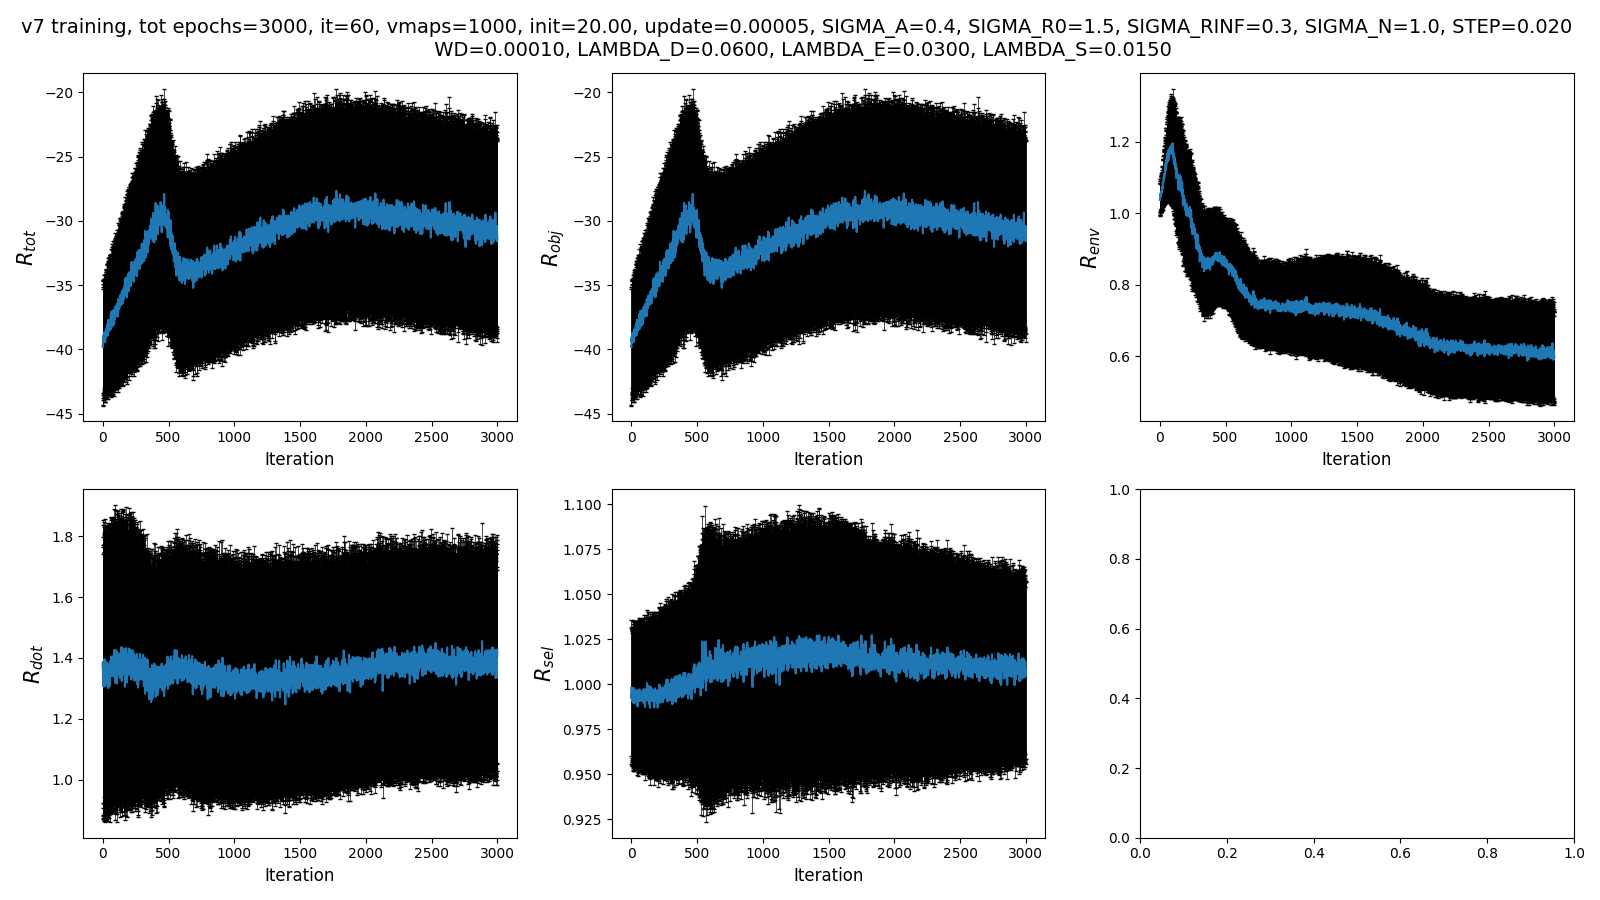 v7 training, tot epochs=3000, it=60, vmaps=1000, init=20.00, update=0.00005, SIGMA_A=0.4, SIGMA_R0=1.5, SIGMA_RINF=0.3, SIGMA_N=1.0, STEP=0.020
WD=0.00010, LAMBDA_D=0.0600, LAMBDA_E=0.0300, LAMBDA_S=0.0150
R_tot
−20
−25
−30
−35
−40
−45
0 500 1000 1500 2000 2500 3000
Iteration
R_obj
−20
−25
−30
−35
−40
−45
0 500 1000 1500 2000 2500 3000
Iteration
R_env
1.2
1.0
0.8
0.6
0 500 1000 1500 2000 2500 3000
Iteration
R_dot
1.8
1.6
1.4
1.2
1.0
0 500 1000 1500 2000 2500 3000
Iteration
R_sel
1.100
1.075
1.050
1.025
1.000
0.975
0.950
0.925
0 500 1000 1500 2000 2500 3000
Iteration
1.0
0.8
0.6
0.4
0.2
0.0
0.0 0.2 0.4 0.6 0.8 1.0